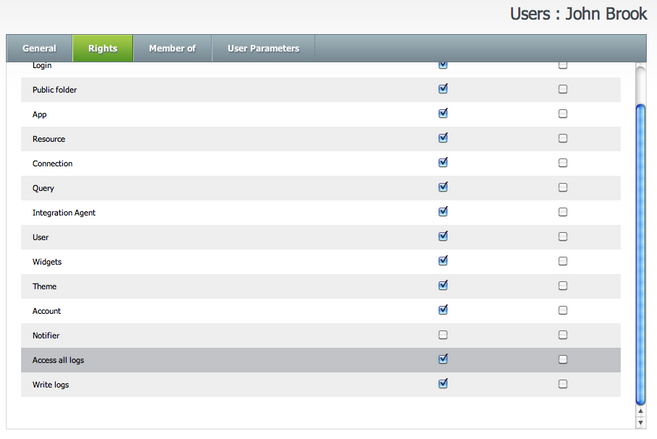 Users : John Brook
General Rights Member of User Parameters
Login
Public folder
App
Resource
Connection
Query
Integration Agent
User
Widgets
Theme
Account
Notifier
Access all logs
Write logs